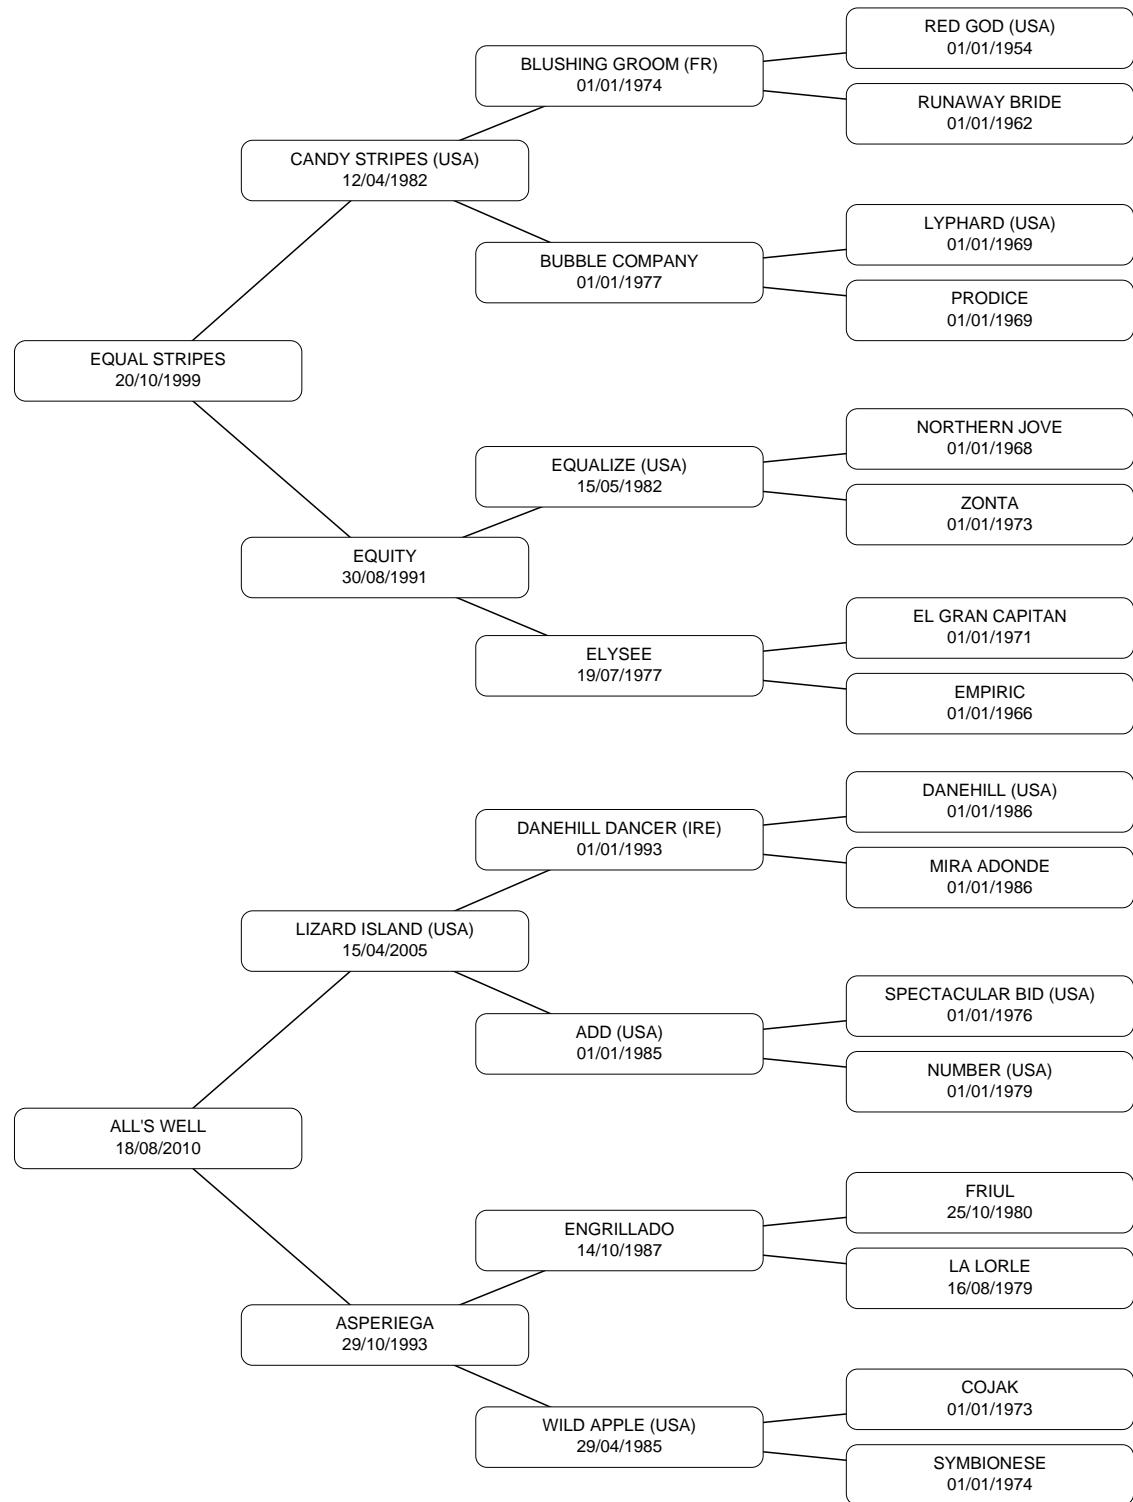 RED GOD (USA)
01/01/1954
BLUSHING GROOM (FR)
01/01/1974
RUNAWAY BRIDE
01/01/1962
CANDY STRIPES (USA)
12/04/1982
LYPHARD (USA)
01/01/1969
BUBBLE COMPANY
01/01/1977
PRODICE
01/01/1969
EQUAL STRIPES
20/10/1999
NORTHERN JOVE
01/01/1968
EQUALIZE (USA)
15/05/1982
ZONTA
01/01/1973
EQUITY
30/08/1991
EL GRAN CAPITAN
01/01/1971
ELYSEE
19/07/1977
EMPIRIC
01/01/1966
DANEHILL (USA)
01/01/1986
DANEHILL DANCER (IRE)
01/01/1993
MIRA ADONDE
01/01/1986
LIZARD ISLAND (USA)
15/04/2005
SPECTACULAR BID (USA)
01/01/1976
ADD (USA)
01/01/1985
NUMBER (USA)
01/01/1979
ALL'S WELL
18/08/2010
FRIUL
25/10/1980
ENGRILLADO
14/10/1987
LA LORLE
16/08/1979
ASPERIEGA
29/10/1993
COJAK
01/01/1973
WILD APPLE (USA)
29/04/1985
SYMBIONESE
01/01/1974